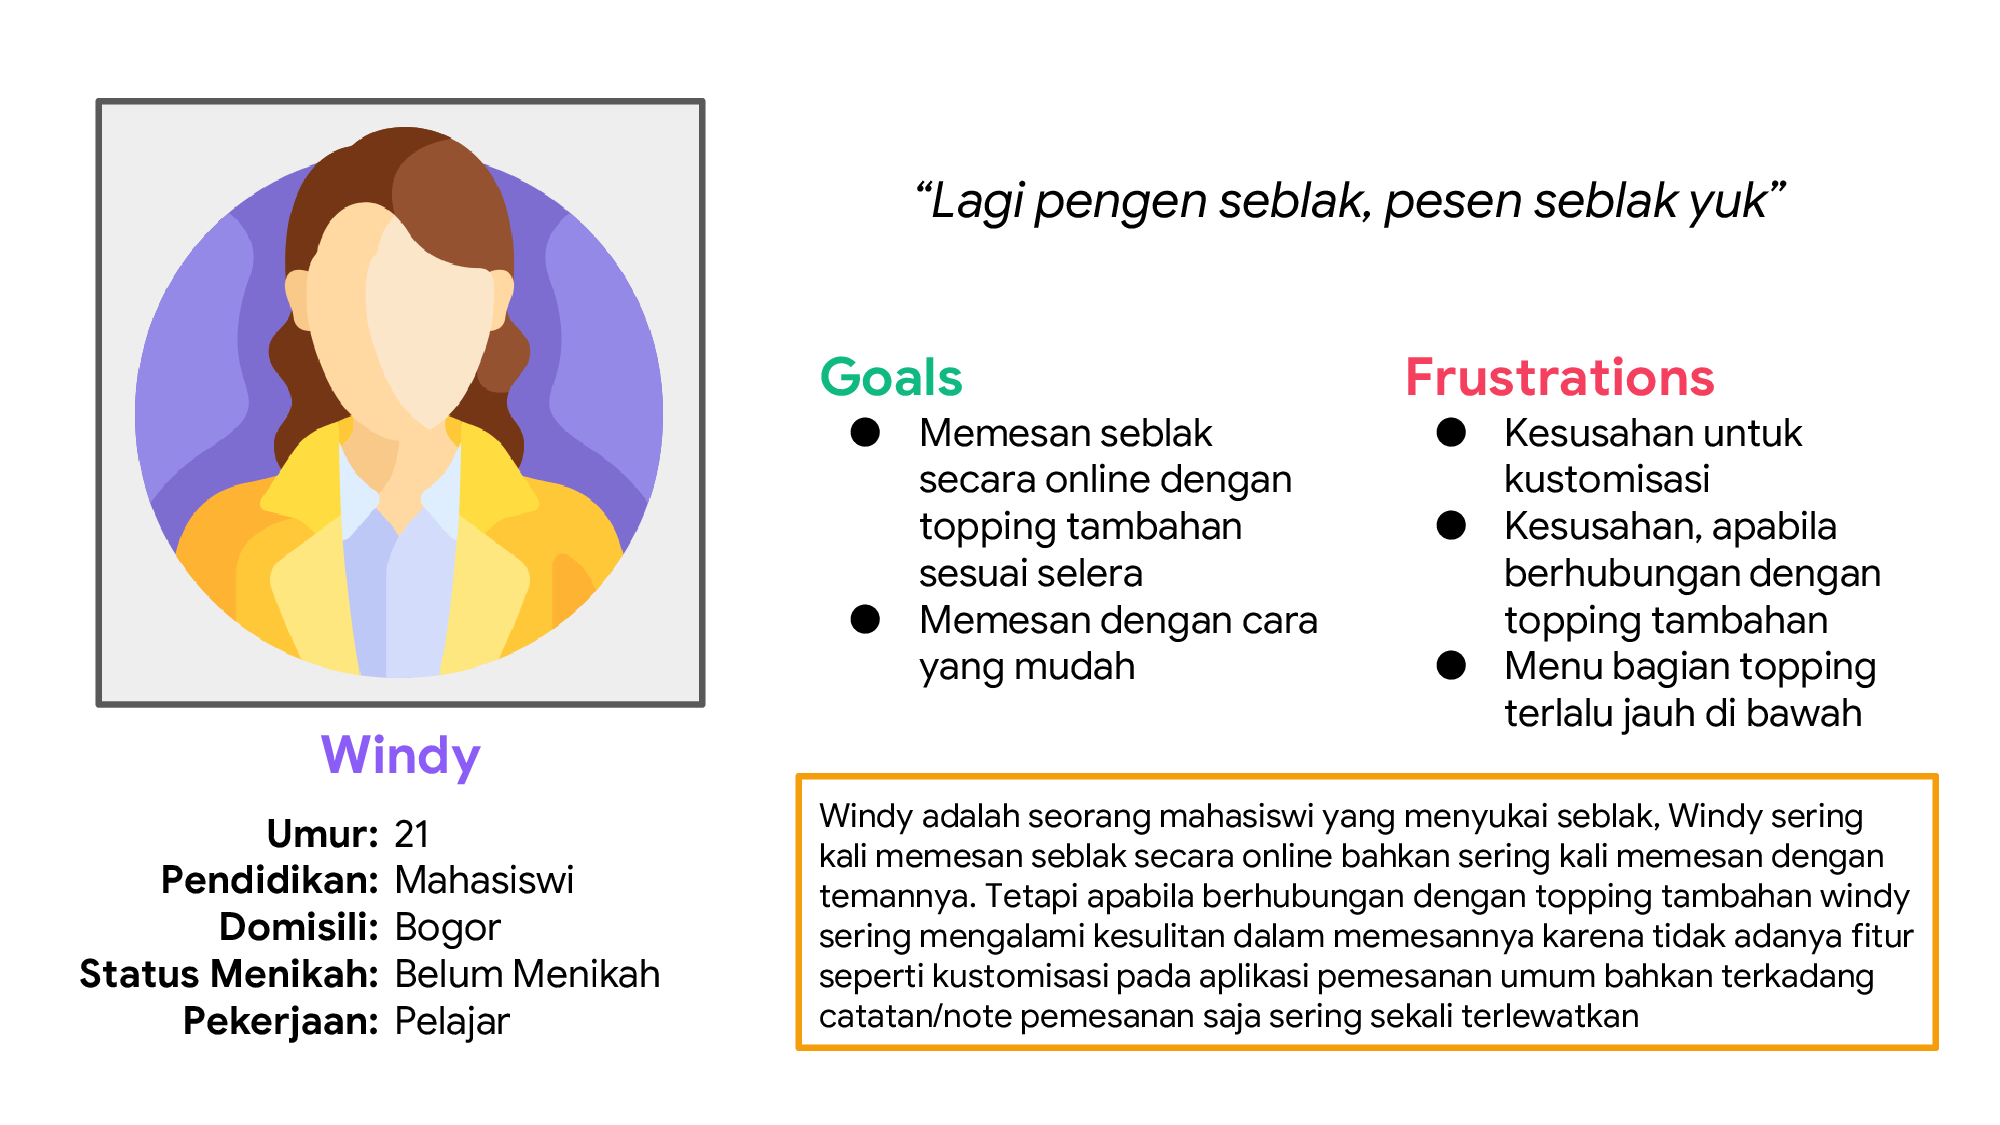 “Lagi pengen seblak, pesen seblak yuk”
Windy
Umur: 21
Pendidikan: Mahasiswi
Domisili: Bogor
Status Menikah: Belum Menikah
Pekerjaan: Pelajar
Goals
● Memesan seblak
secara online dengan
topping tambahan
sesuai selera
● Memesan dengan cara
yang mudah
Frustrations
● Kesusahan untuk
kustomisasi
● Kesusahan, apabila
berhubungan dengan
topping tambahan
● Menu bagian topping
terlalu jauh di bawah
Windy adalah seorang mahasiswi yang menyukai seblak, Windy sering
kali memesan seblak secara online bahkan sering kali memesan dengan
temannya. Tetapi apabila berhubungan dengan topping tambahan windy
sering mengalami kesulitan dalam memesannya karena tidak adanya fitur
seperti kustomisasi pada aplikasi pemesanan umum bahkan terkadang
catatan/note pemesanan saja sering sekali terlewatkan